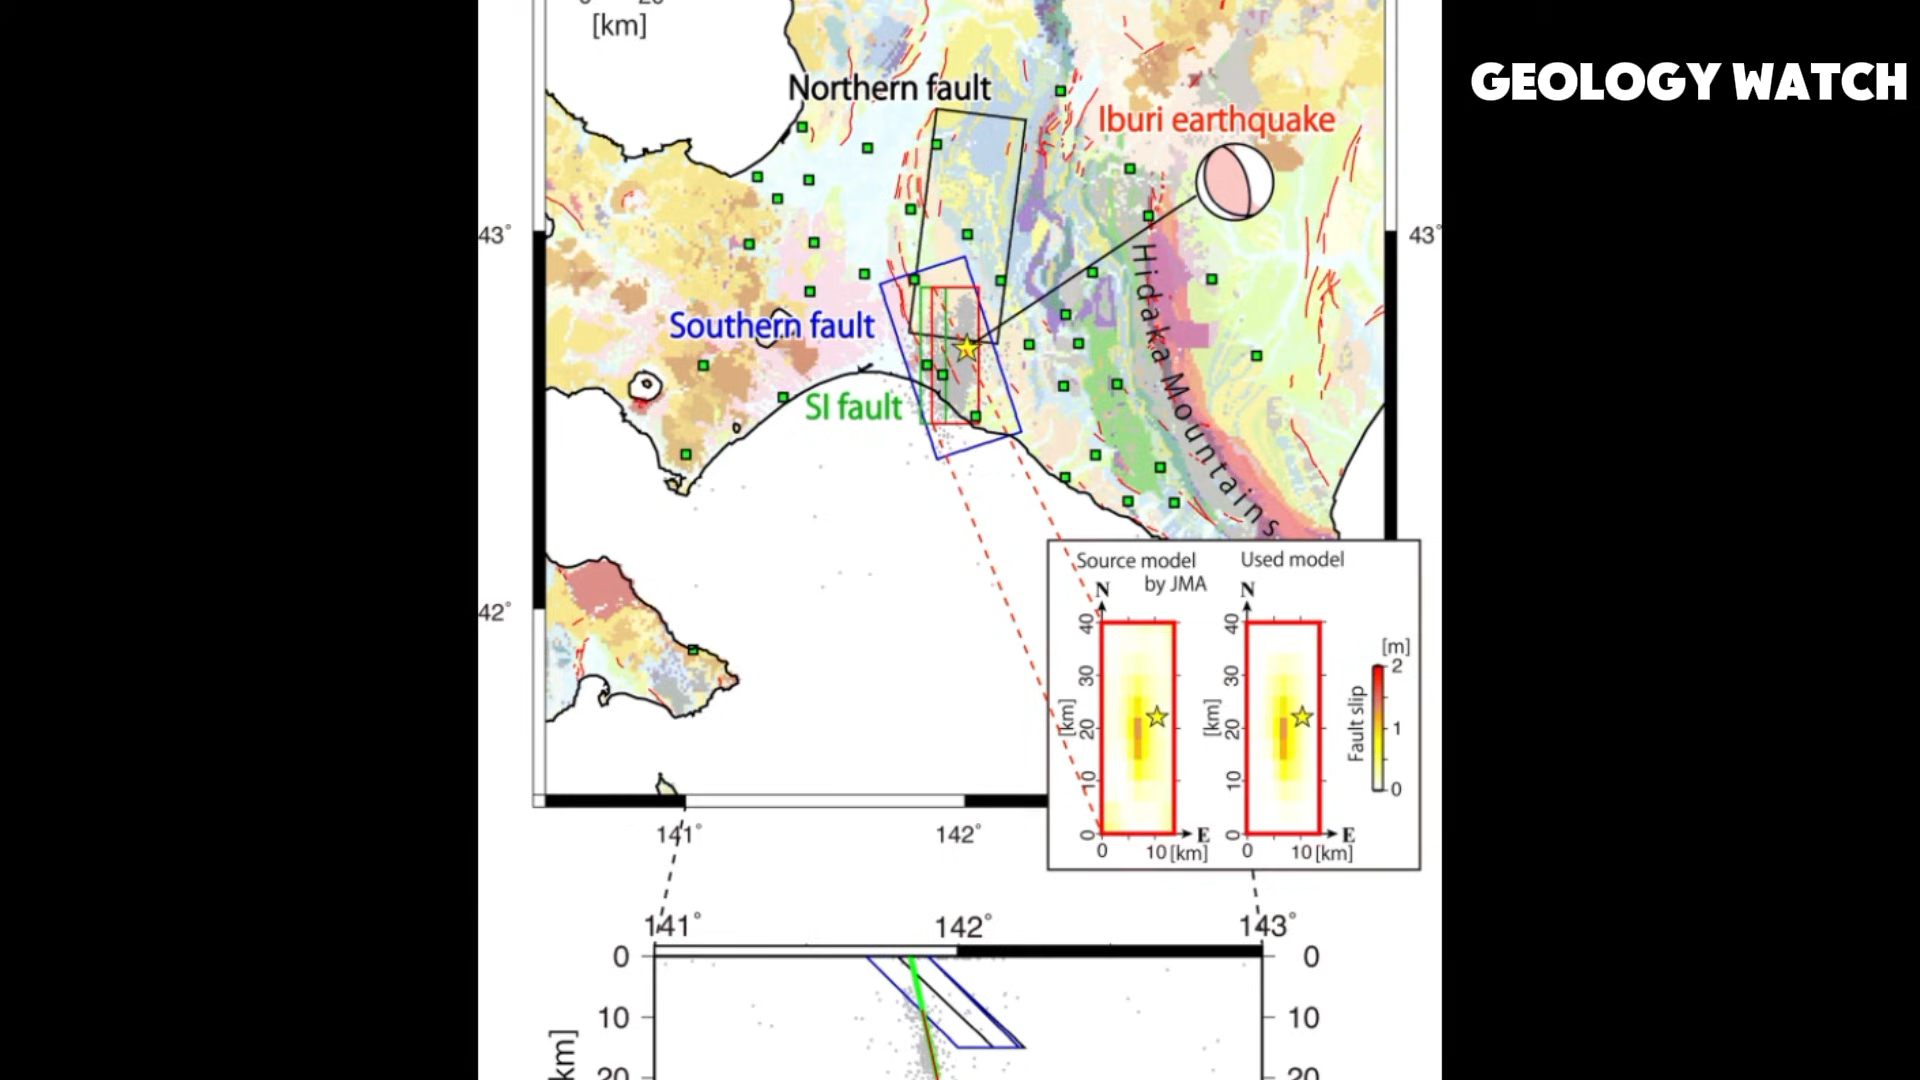 [km]
GEOLOGY WATCH
Northern fault
Iburi earthquake
43°
43°
Southern fault
SI fault
Hidaka Mountains
42°
Source model
by JMA
Used model
N
N
40
30
20
10
0
[km]
40
30
20
10
0
[km]
[m]
2
1
0
Fault slip
E
E
0
10 [km]
0
10 [km]
141°
142°
141°
142°
143°
0
0
10
10
20
20
km]